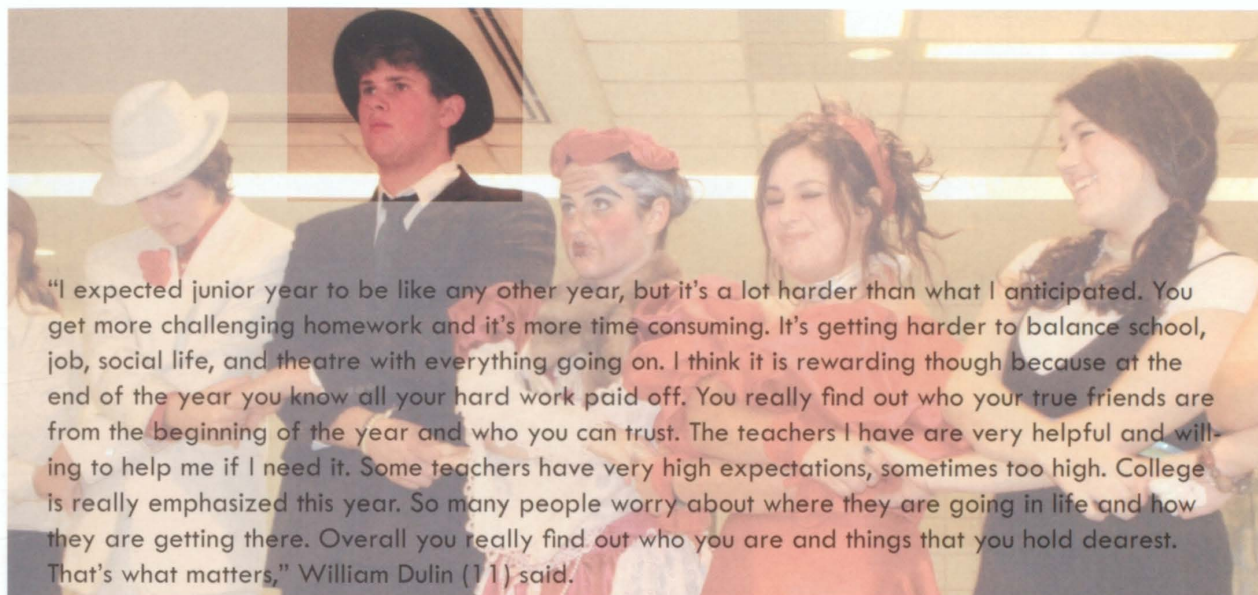 “I expected junior year to be like any other year, but it’s a lot harder than what I anticipated. You
get more challenging homework and it’s more time consuming. It’s getting harder to balance school,
job, social life, and theatre with everything going on. I think it is rewarding though because at the
end of the year you know all your hard work paid off. You really find out who your true friends are
from the beginning of the year and who you can trust. The teachers I have are very helpful and will-
ing to help me if I need it. Some teachers have very high expectations, sometimes too high. College
is really emphasized this year. So many people worry about where they are going in life and how
they are getting there. Overall you really find out who you are and things that you hold dearest.
That’s what matters,” William Dulin (11) said.